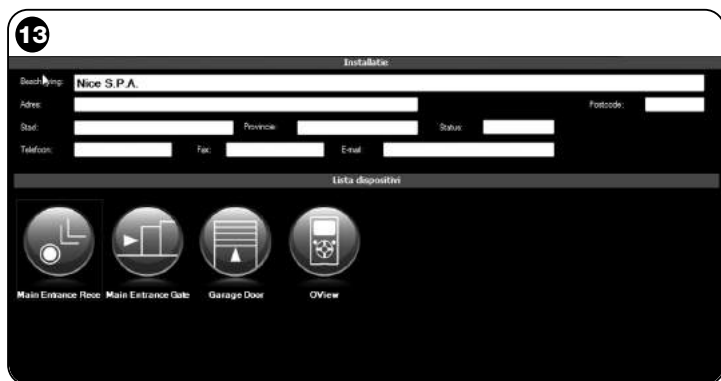 13
Installatie
Beschrijving: Nice S.P.A.
Adres: Postcode:
Stad: Provincie: Status:
Telefoon: Fax: E-mail
Lista dispositivi
Main Entrance Rece Main Entrance Gate Garage Door OView